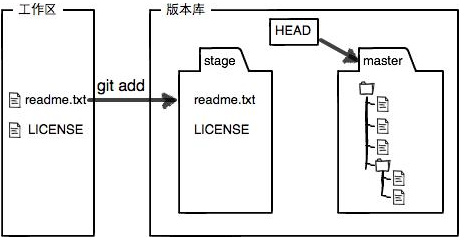 工作区
版本库
HEAD
stage
master
git add
readme.txt
readme.txt
LICENSE
LICENSE